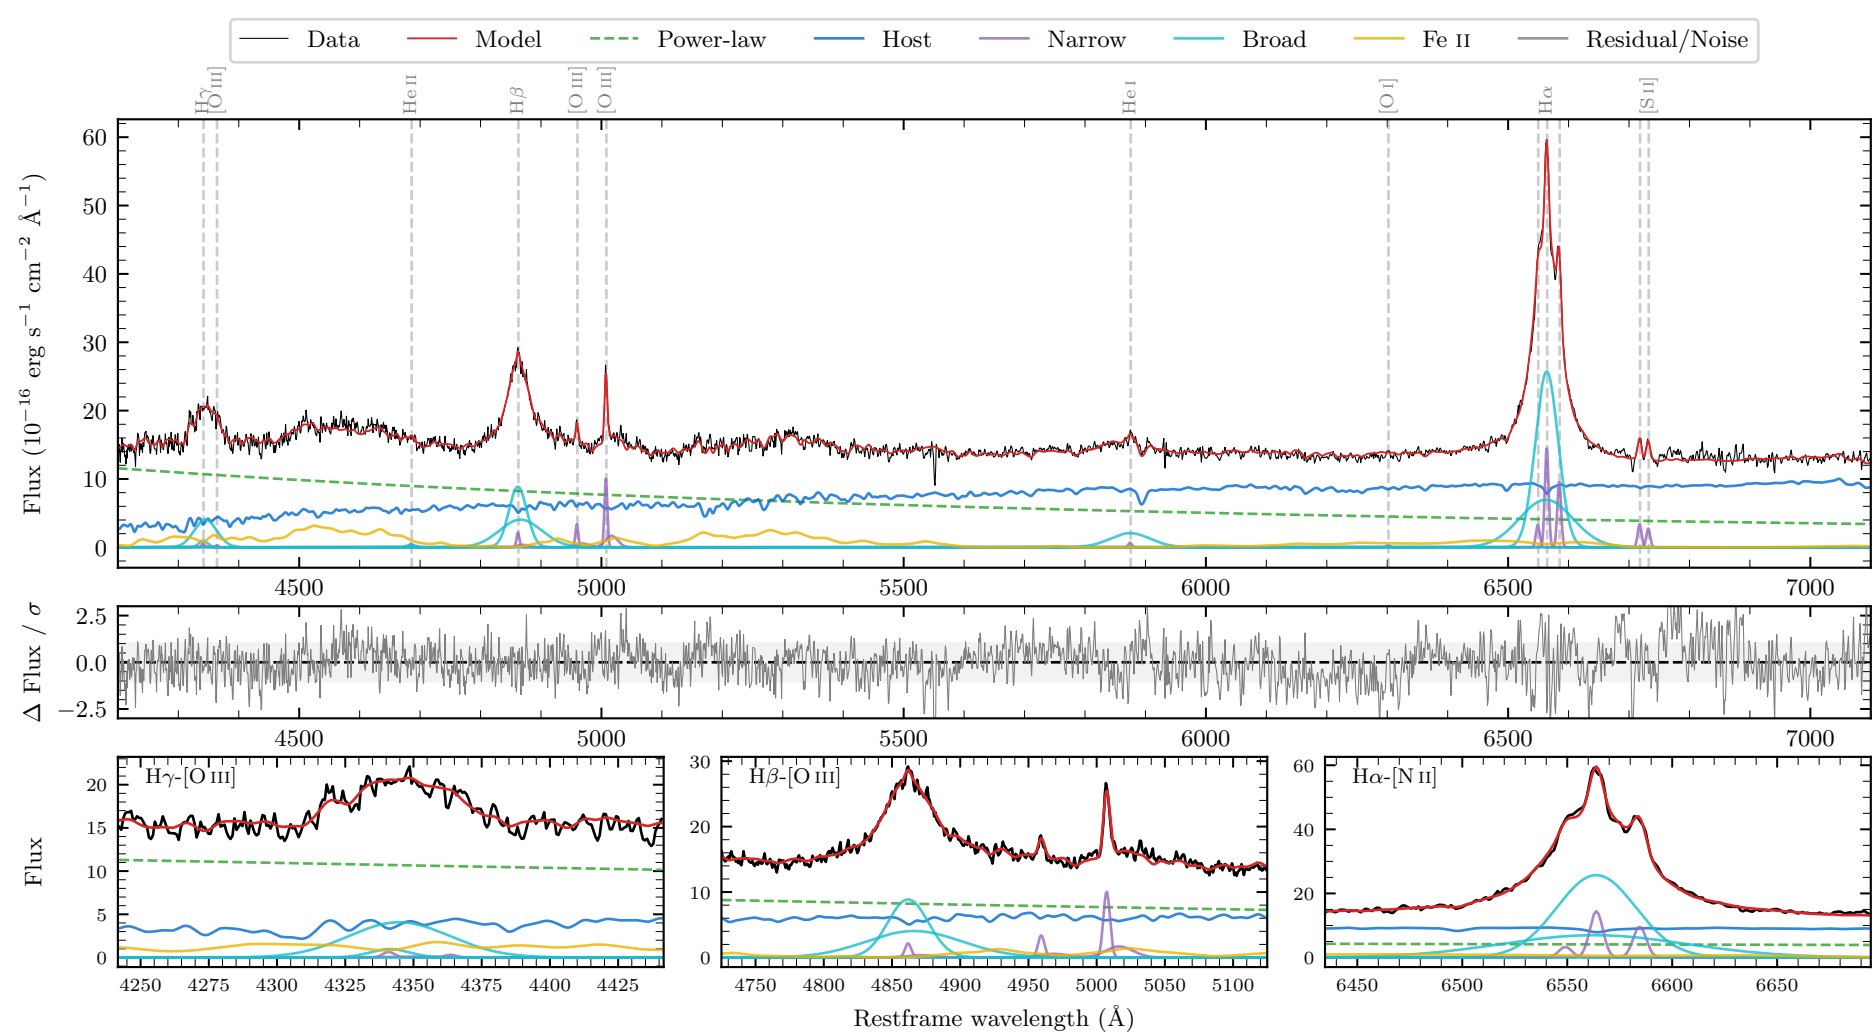 Data Model Power-law Host Narrow Broad Fe II Residual/Noise
Hγ [O III] He II Hβ [O III] [O III] He I [O I] Hα [S II]
Flux (10⁻¹⁶ erg s⁻¹ cm⁻² Å⁻¹)
60
50
40
30
20
10
0
4500 5000 5500 6000 6500 7000
Δ Flux / σ
2.5
0.0
−2.5
4500 5000 5500 6000 6500 7000
Flux
Hγ-[O III]
20
15
10
5
0
4250 4275 4300 4325 4350 4375 4400 4425
Hβ-[O III]
30
20
10
0
4750 4800 4850 4900 4950 5000 5050 5100
Hα-[N II]
60
40
20
0
6450 6500 6550 6600 6650
Restframe wavelength (Å)